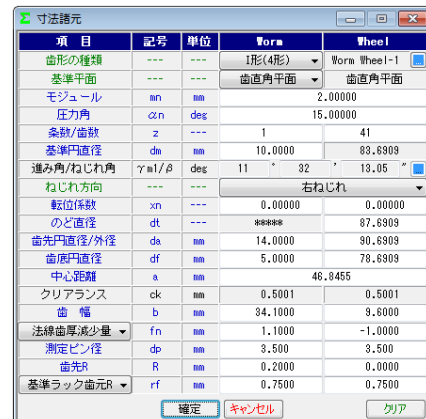 Σ 寸法諸元
項 目 記号 単位 Worm Wheel
歯形の種類 --- --- I形(4形) Worm Wheel-1 ...
基準平面 --- --- 歯直角平面 歯直角平面
モジュール mn mm 2.00000
圧力角 αn deg 15.00000
条数/歯数 z --- 1 41
基準円直径 dm mm 10.0000 83.6909
進み角/ねじれ角 γm1/β deg 11 ° 32 ' 13.05 "
ねじれ方向 --- --- 右ねじれ
転位係数 xn --- 0.00000 0.00000
のど直径 dt --- ***** 87.6909
歯先円直径/外径 da mm 14.0000 90.6909
歯底円直径 df mm 5.0000 78.6909
中心距離 a mm 46.8455
クリアランス ck mm 0.5001 0.5001
歯 幅 b mm 34.1000 9.6000
法線歯厚減少量 fn mm 1.1000 -1.0000
測定ピン径 dp mm 3.500 3.500
歯先R R mm 0.2000 0.0000
基準ラック歯元R rf mm 0.7500 0.7500
確定 キャンセル クリア